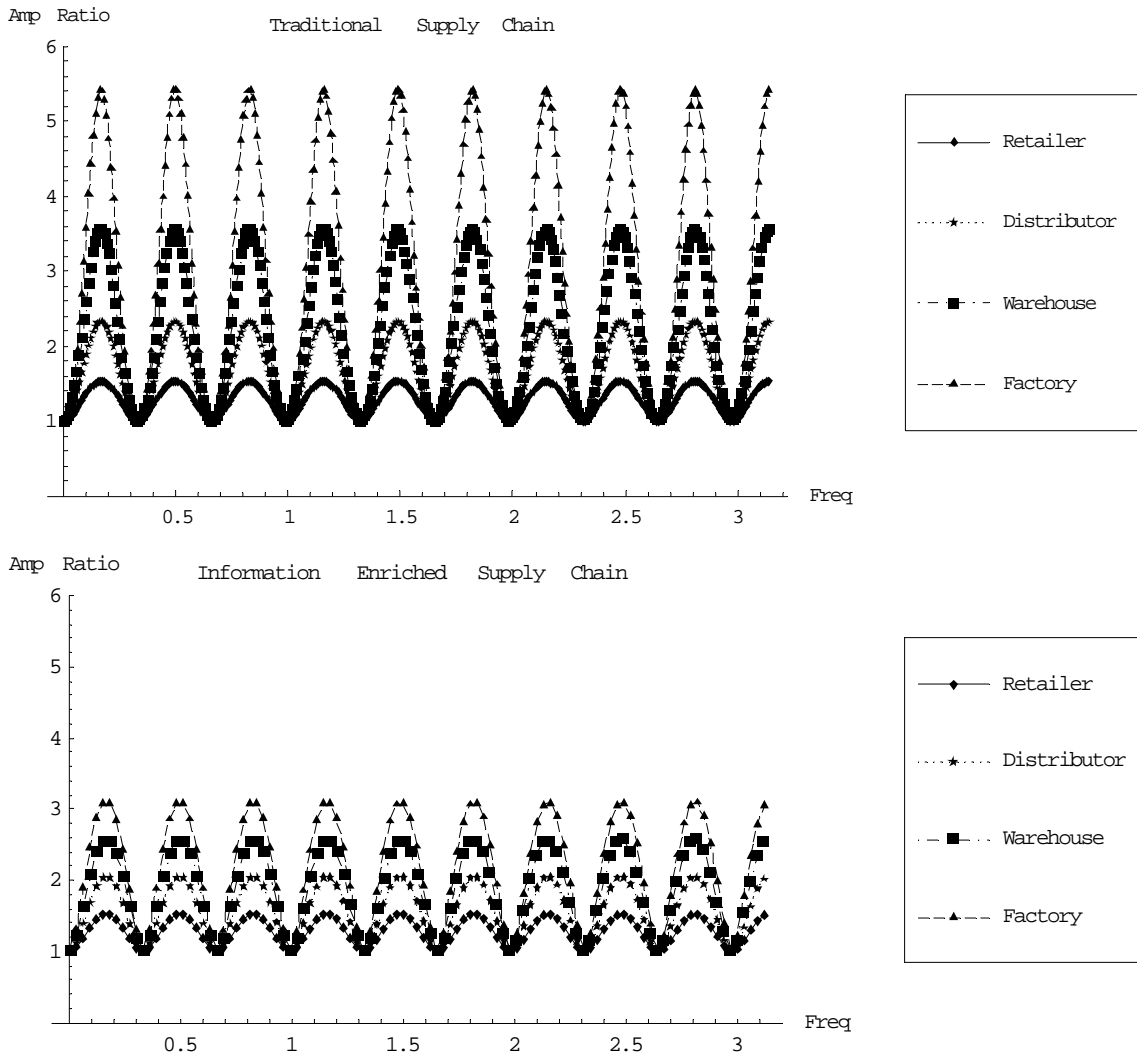 Amp Ratio
Traditional Supply Chain
6
5
4
3
2
1
0.5 1 1.5 2 2.5 3
Freq
Retailer
Distributor
Warehouse
Factory
Amp Ratio
Information Enriched Supply Chain
6
5
4
3
2
1
0.5 1 1.5 2 2.5 3
Freq
Retailer
Distributor
Warehouse
Factory